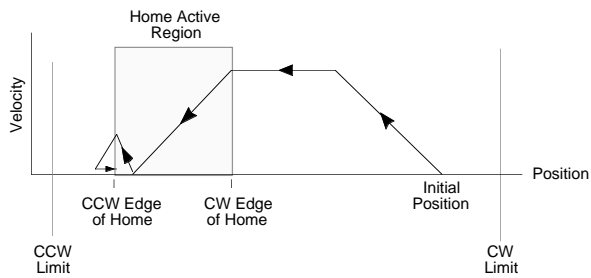 Home Active
Region
Velocity
Position
CCW Edge
of Home
CW Edge
of Home
Initial
Position
CCW
Limit
CW
Limit